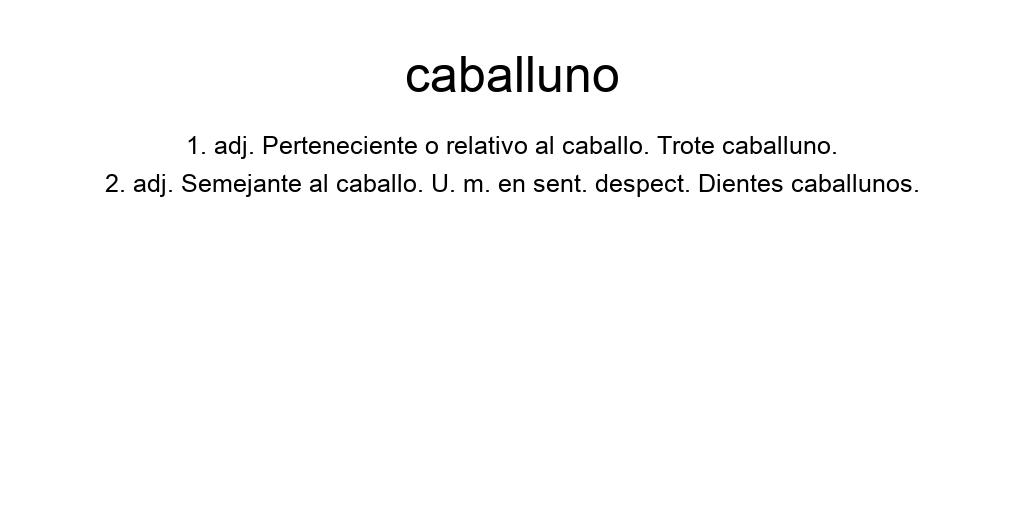 caballuno
1. adj. Perteneciente o relativo al caballo. Trote caballuno.
2. adj. Semejante al caballo. U. m. en sent. despect. Dientes caballunos.